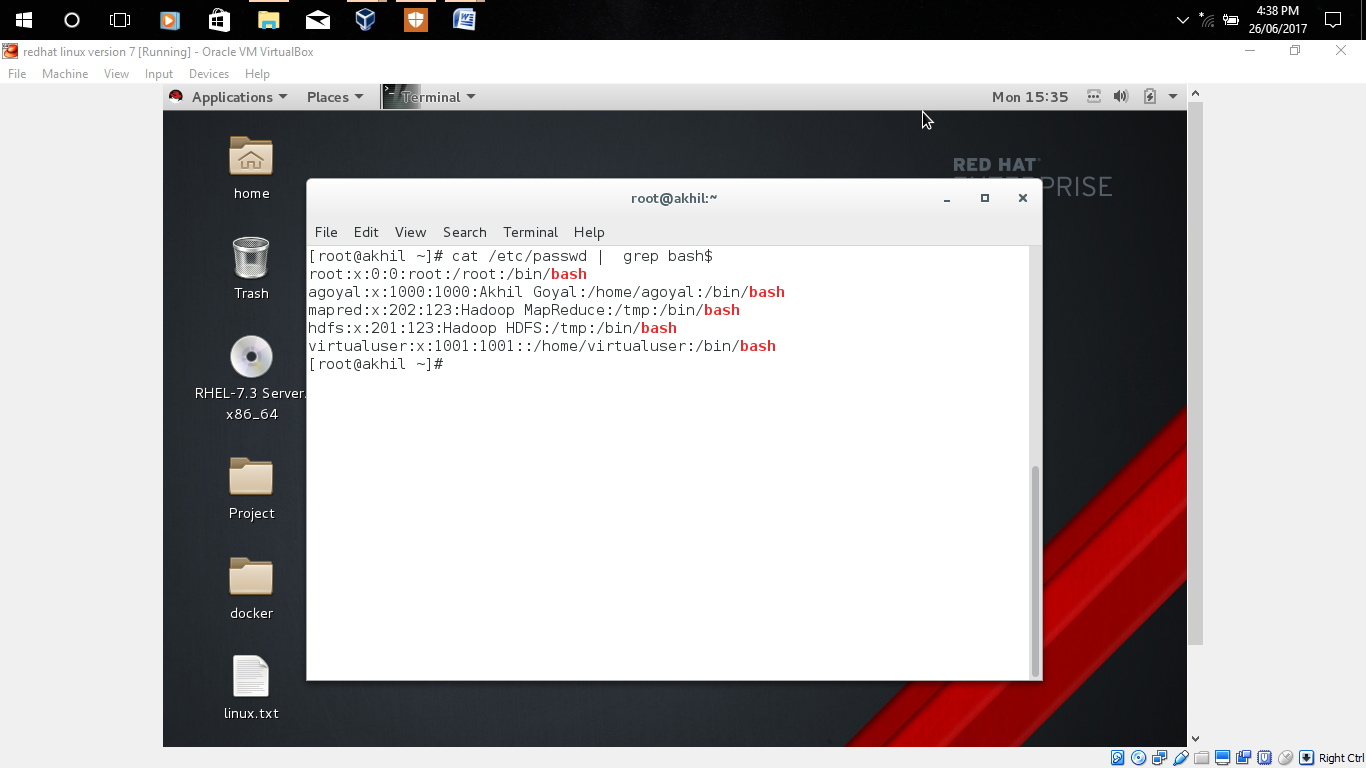 4:38 PM
26/06/2017
redhat linux version 7 [Running] - Oracle VM VirtualBox
File Machine View Input Devices Help
Applications Places Terminal Mon 15:35
home
Trash
RHEL-7.3 Server.
x86_64
Project
docker
linux.txt
RED HAT
ENTERPRISE
root@akhil:~
File Edit View Search Terminal Help
[root@akhil ~]# cat /etc/passwd |  grep bash$
root:x:0:0:root:/root:/bin/bash
agoyal:x:1000:1000:Akhil Goyal:/home/agoyal:/bin/bash
mapred:x:202:123:Hadoop MapReduce:/tmp:/bin/bash
hdfs:x:201:123:Hadoop HDFS:/tmp:/bin/bash
virtualuser:x:1001:1001::/home/virtualuser:/bin/bash
[root@akhil ~]#
Right Ctrl